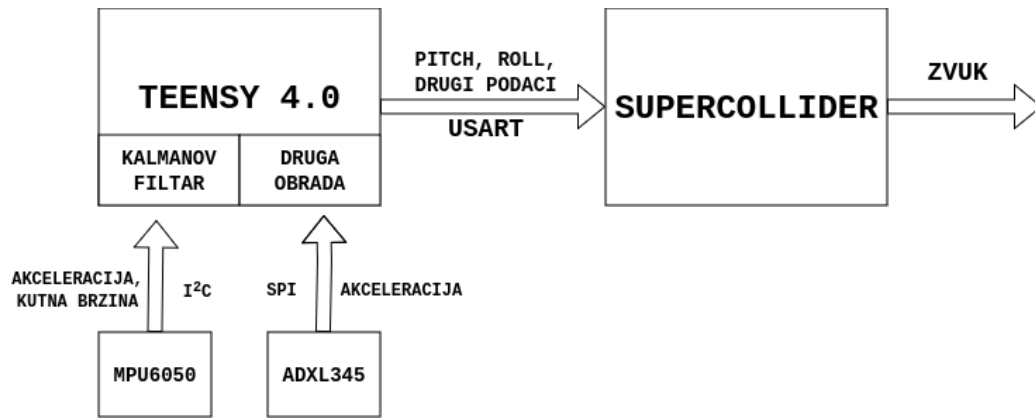 TEENSY 4.0
KALMANOV
FILTAR
DRUGA
OBRADA
PITCH, ROLL,
DRUGI PODACI
USART
SUPERCOLLIDER
ZVUK
AKCELERACIJA,
KUTNA BRZINA
I²C
SPI
AKCELERACIJA
MPU6050
ADXL345